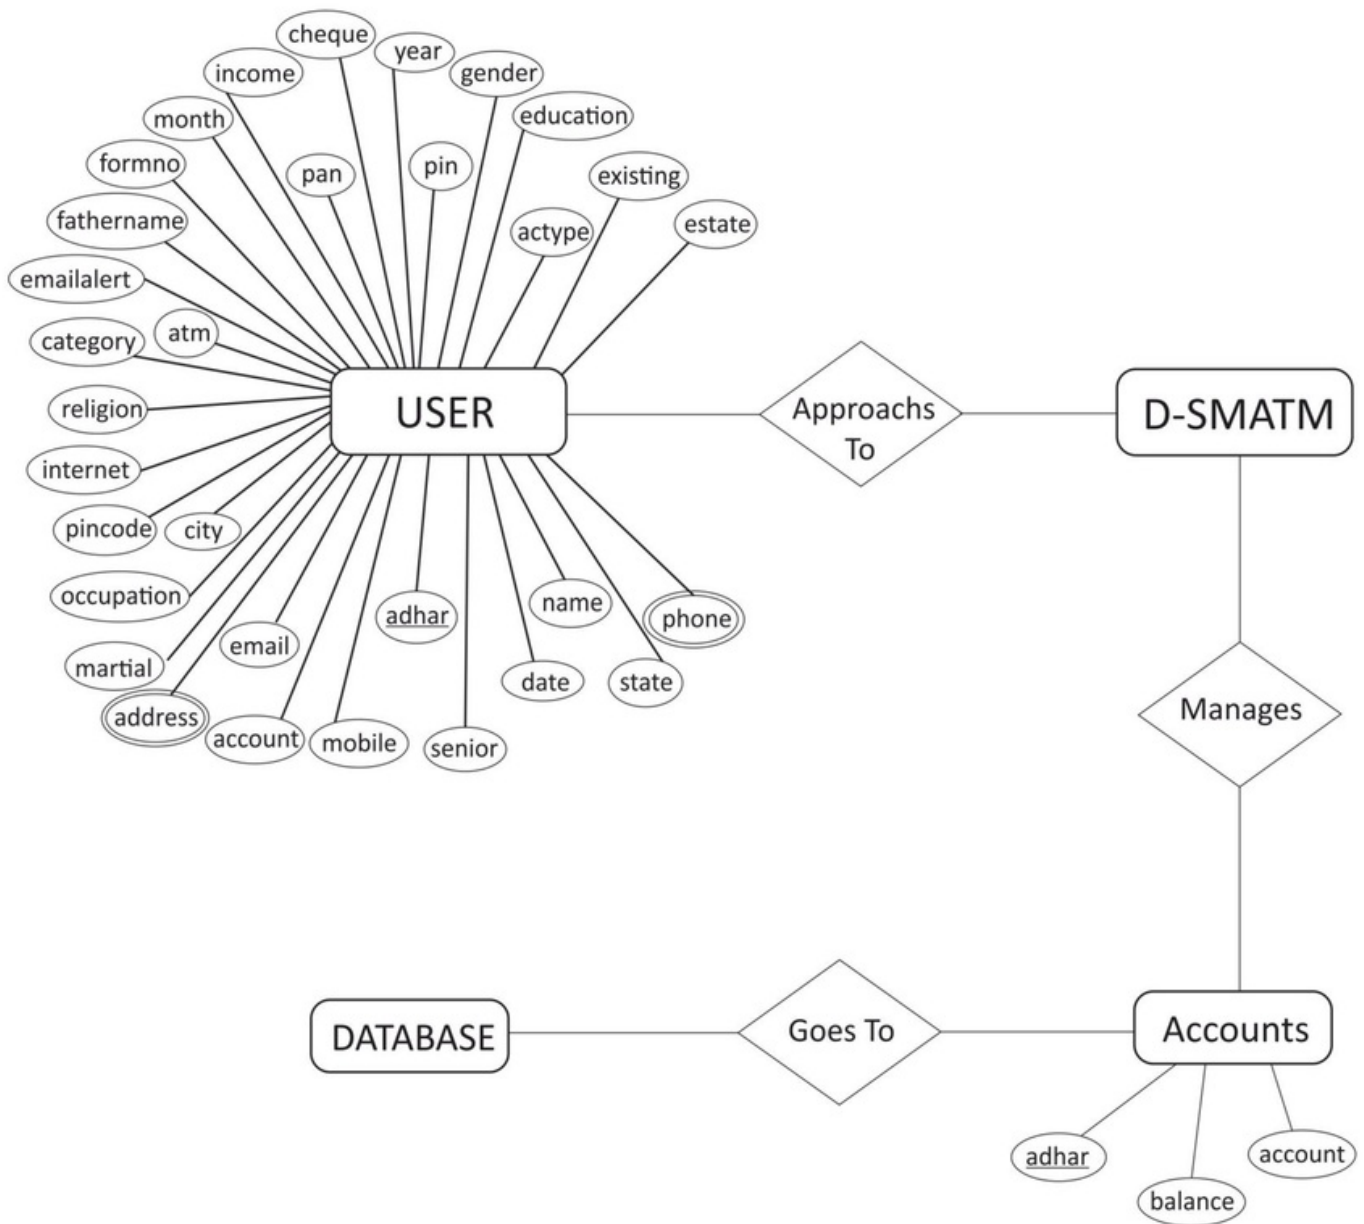 cheque
year
income
gender
month
education
formno
pan
pin
existing
fathername
actype
estate
emailalert
atm
category
religion
USER
Approachs
To
D-SMATM
internet
pincode
city
occupation
adhar
name
phone
email
martial
date
state
address
account
mobile
senior
Manages
DATABASE
Goes To
Accounts
adhar
account
balance